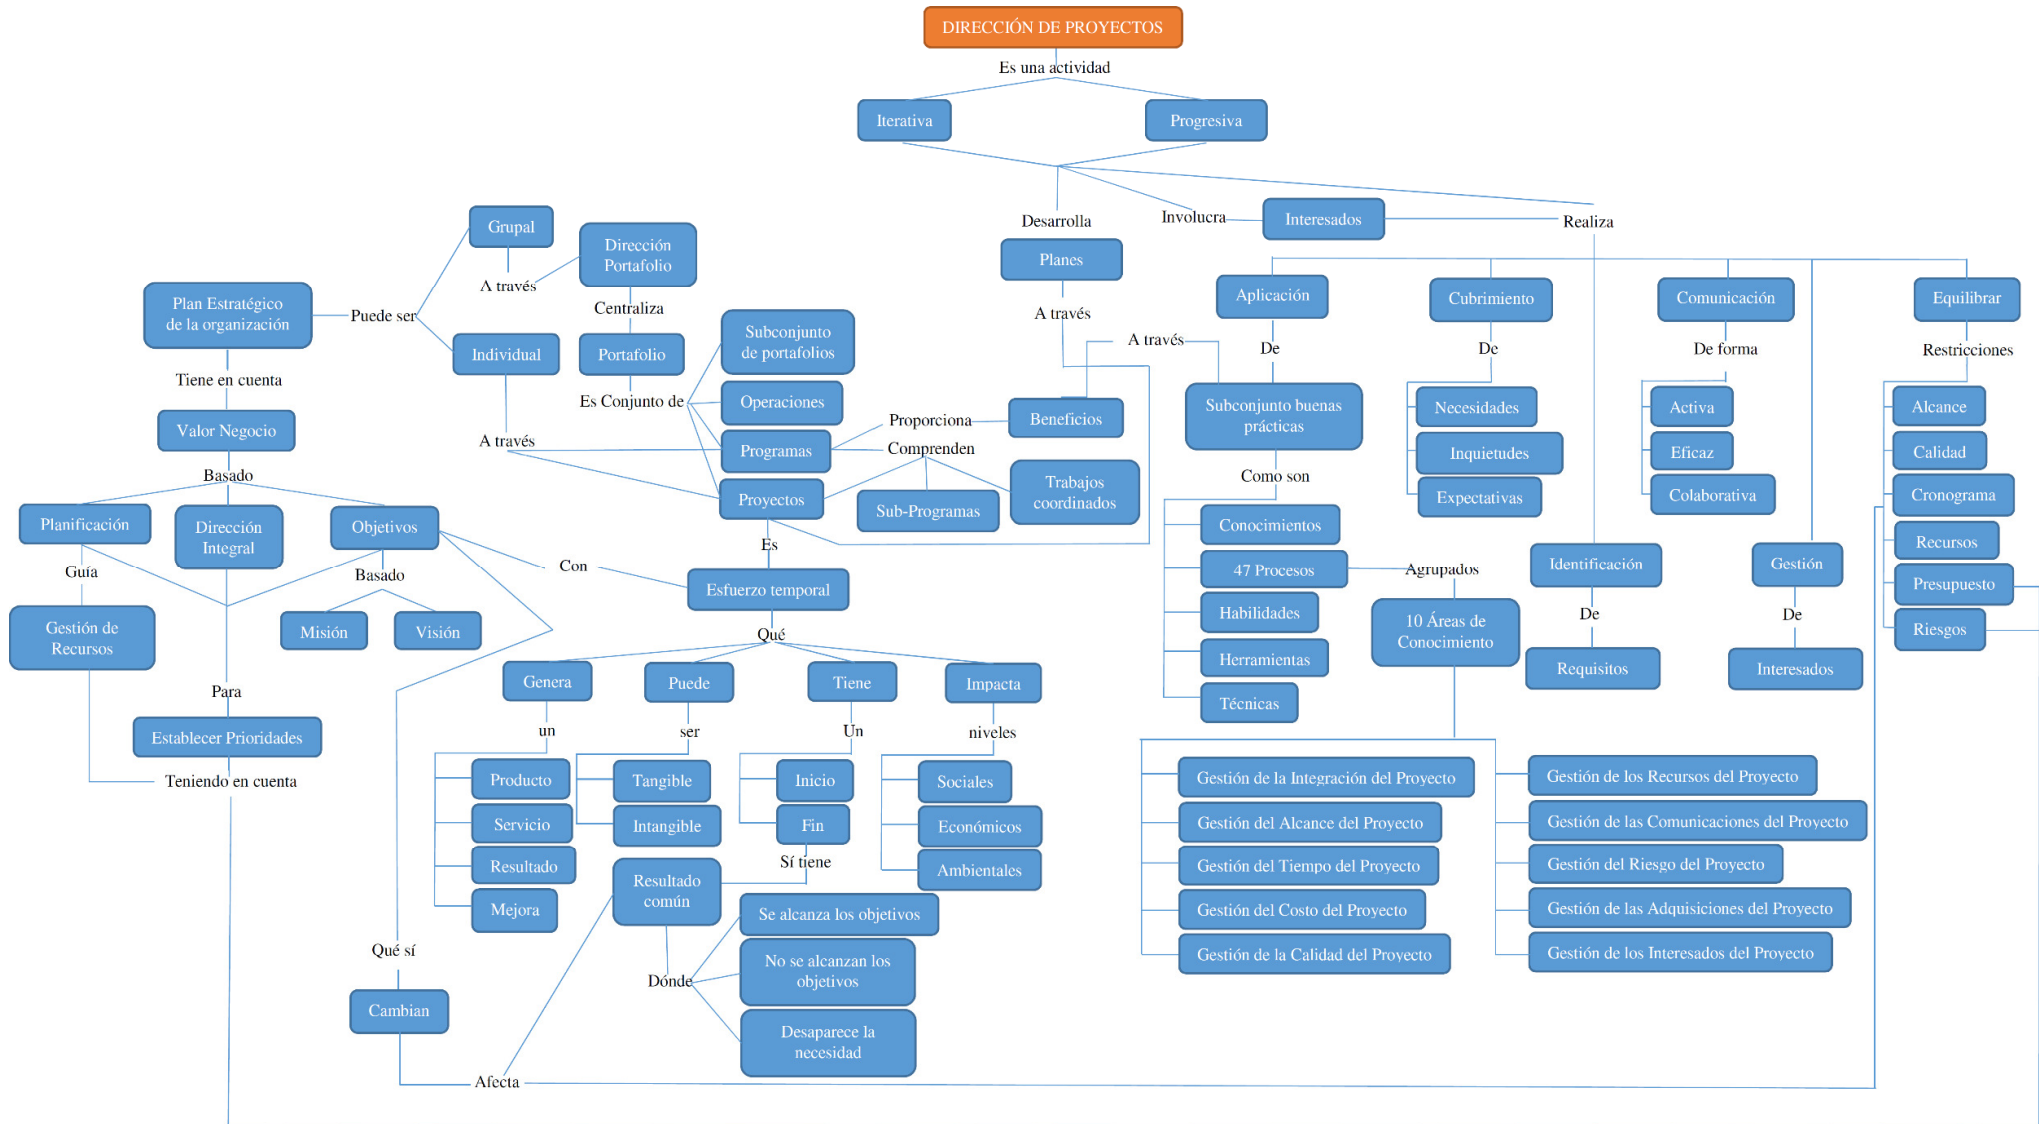 DIRECCIÓN DE PROYECTOS
Es una actividad
Iterativa
Progresiva
Desarrolla
Involucra
Interesados
Realiza
Planes
A través
Grupal
A través
Dirección
Portafolio
Centraliza
Portafolio
Es Conjunto de
Plan Estratégico
de la organización
Puede ser
Individual
A través
Subconjunto
de portafolios
Operaciones
Programas
Proyectos
Proporciona
Beneficios
A través
Comprenden
Sub-Programas
Trabajos
coordinados
Tiene en cuenta
Valor Negocio
Basado
Planificación
Dirección
Integral
Objetivos
Guía
Gestión de
Recursos
Basado
Misión
Visión
Para
Establecer Prioridades
Teniendo en cuenta
Con
Es
Esfuerzo temporal
Qué
Genera
un
Producto
Servicio
Resultado
Mejora
Puede
ser
Tangible
Intangible
Tiene
Un
Inicio
Fin
Sí tiene
Impacta
niveles
Sociales
Económicos
Ambientales
Resultado
común
Dónde
Se alcanza los objetivos
No se alcanzan los
objetivos
Desaparece la
necesidad
Qué sí
Cambian
Afecta
Aplicación
De
Subconjunto buenas
prácticas
Como son
Conocimientos
47 Procesos
Habilidades
Herramientas
Técnicas
Agrupados
10 Áreas de
Conocimiento
Gestión de la Integración del Proyecto
Gestión del Alcance del Proyecto
Gestión del Tiempo del Proyecto
Gestión del Costo del Proyecto
Gestión de la Calidad del Proyecto
Gestión de los Recursos del Proyecto
Gestión de las Comunicaciones del Proyecto
Gestión del Riesgo del Proyecto
Gestión de las Adquisiciones del Proyecto
Gestión de los Interesados del Proyecto
Cubrimiento
De
Necesidades
Inquietudes
Expectativas
Identificación
De
Requisitos
Comunicación
De forma
Activa
Eficaz
Colaborativa
Gestión
De
Interesados
Equilibrar
Restricciones
Alcance
Calidad
Cronograma
Recursos
Presupuesto
Riesgos